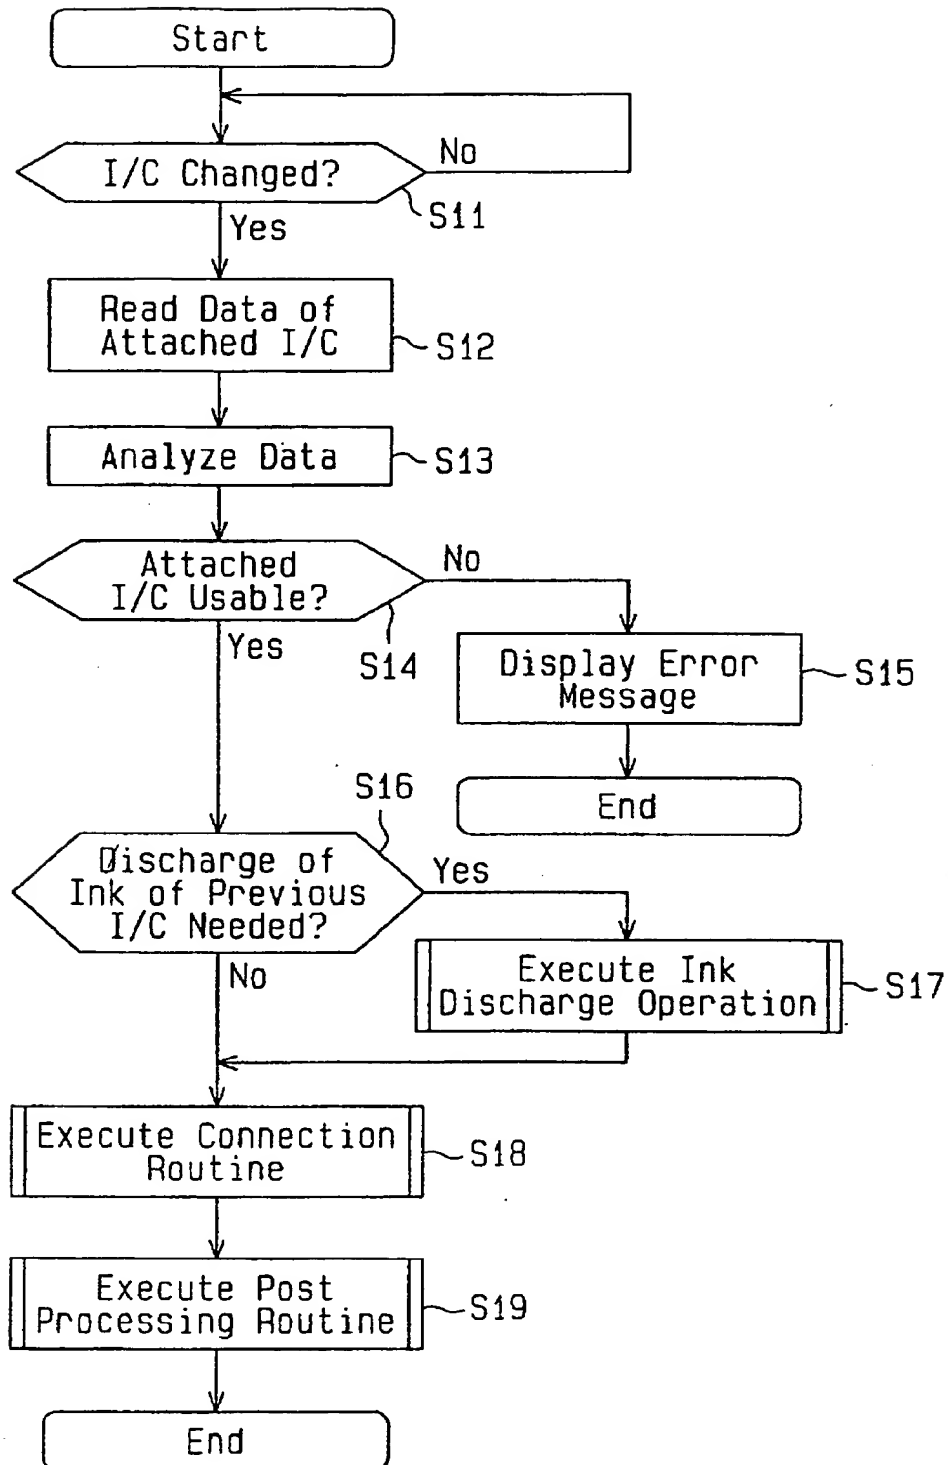 Start
No
I/C Changed?
S11
Yes
Read Data of
Attached I/C
S12
Analyze Data
S13
Attached
I/C Usable?
No
Yes
S14
Display Error
Message
S15
End
S16
Discharge of
Ink of Previous
I/C Needed?
Yes
No
Execute Ink
Discharge Operation
S17
Execute Connection
Routine
S18
Execute Post
Processing Routine
S19
End